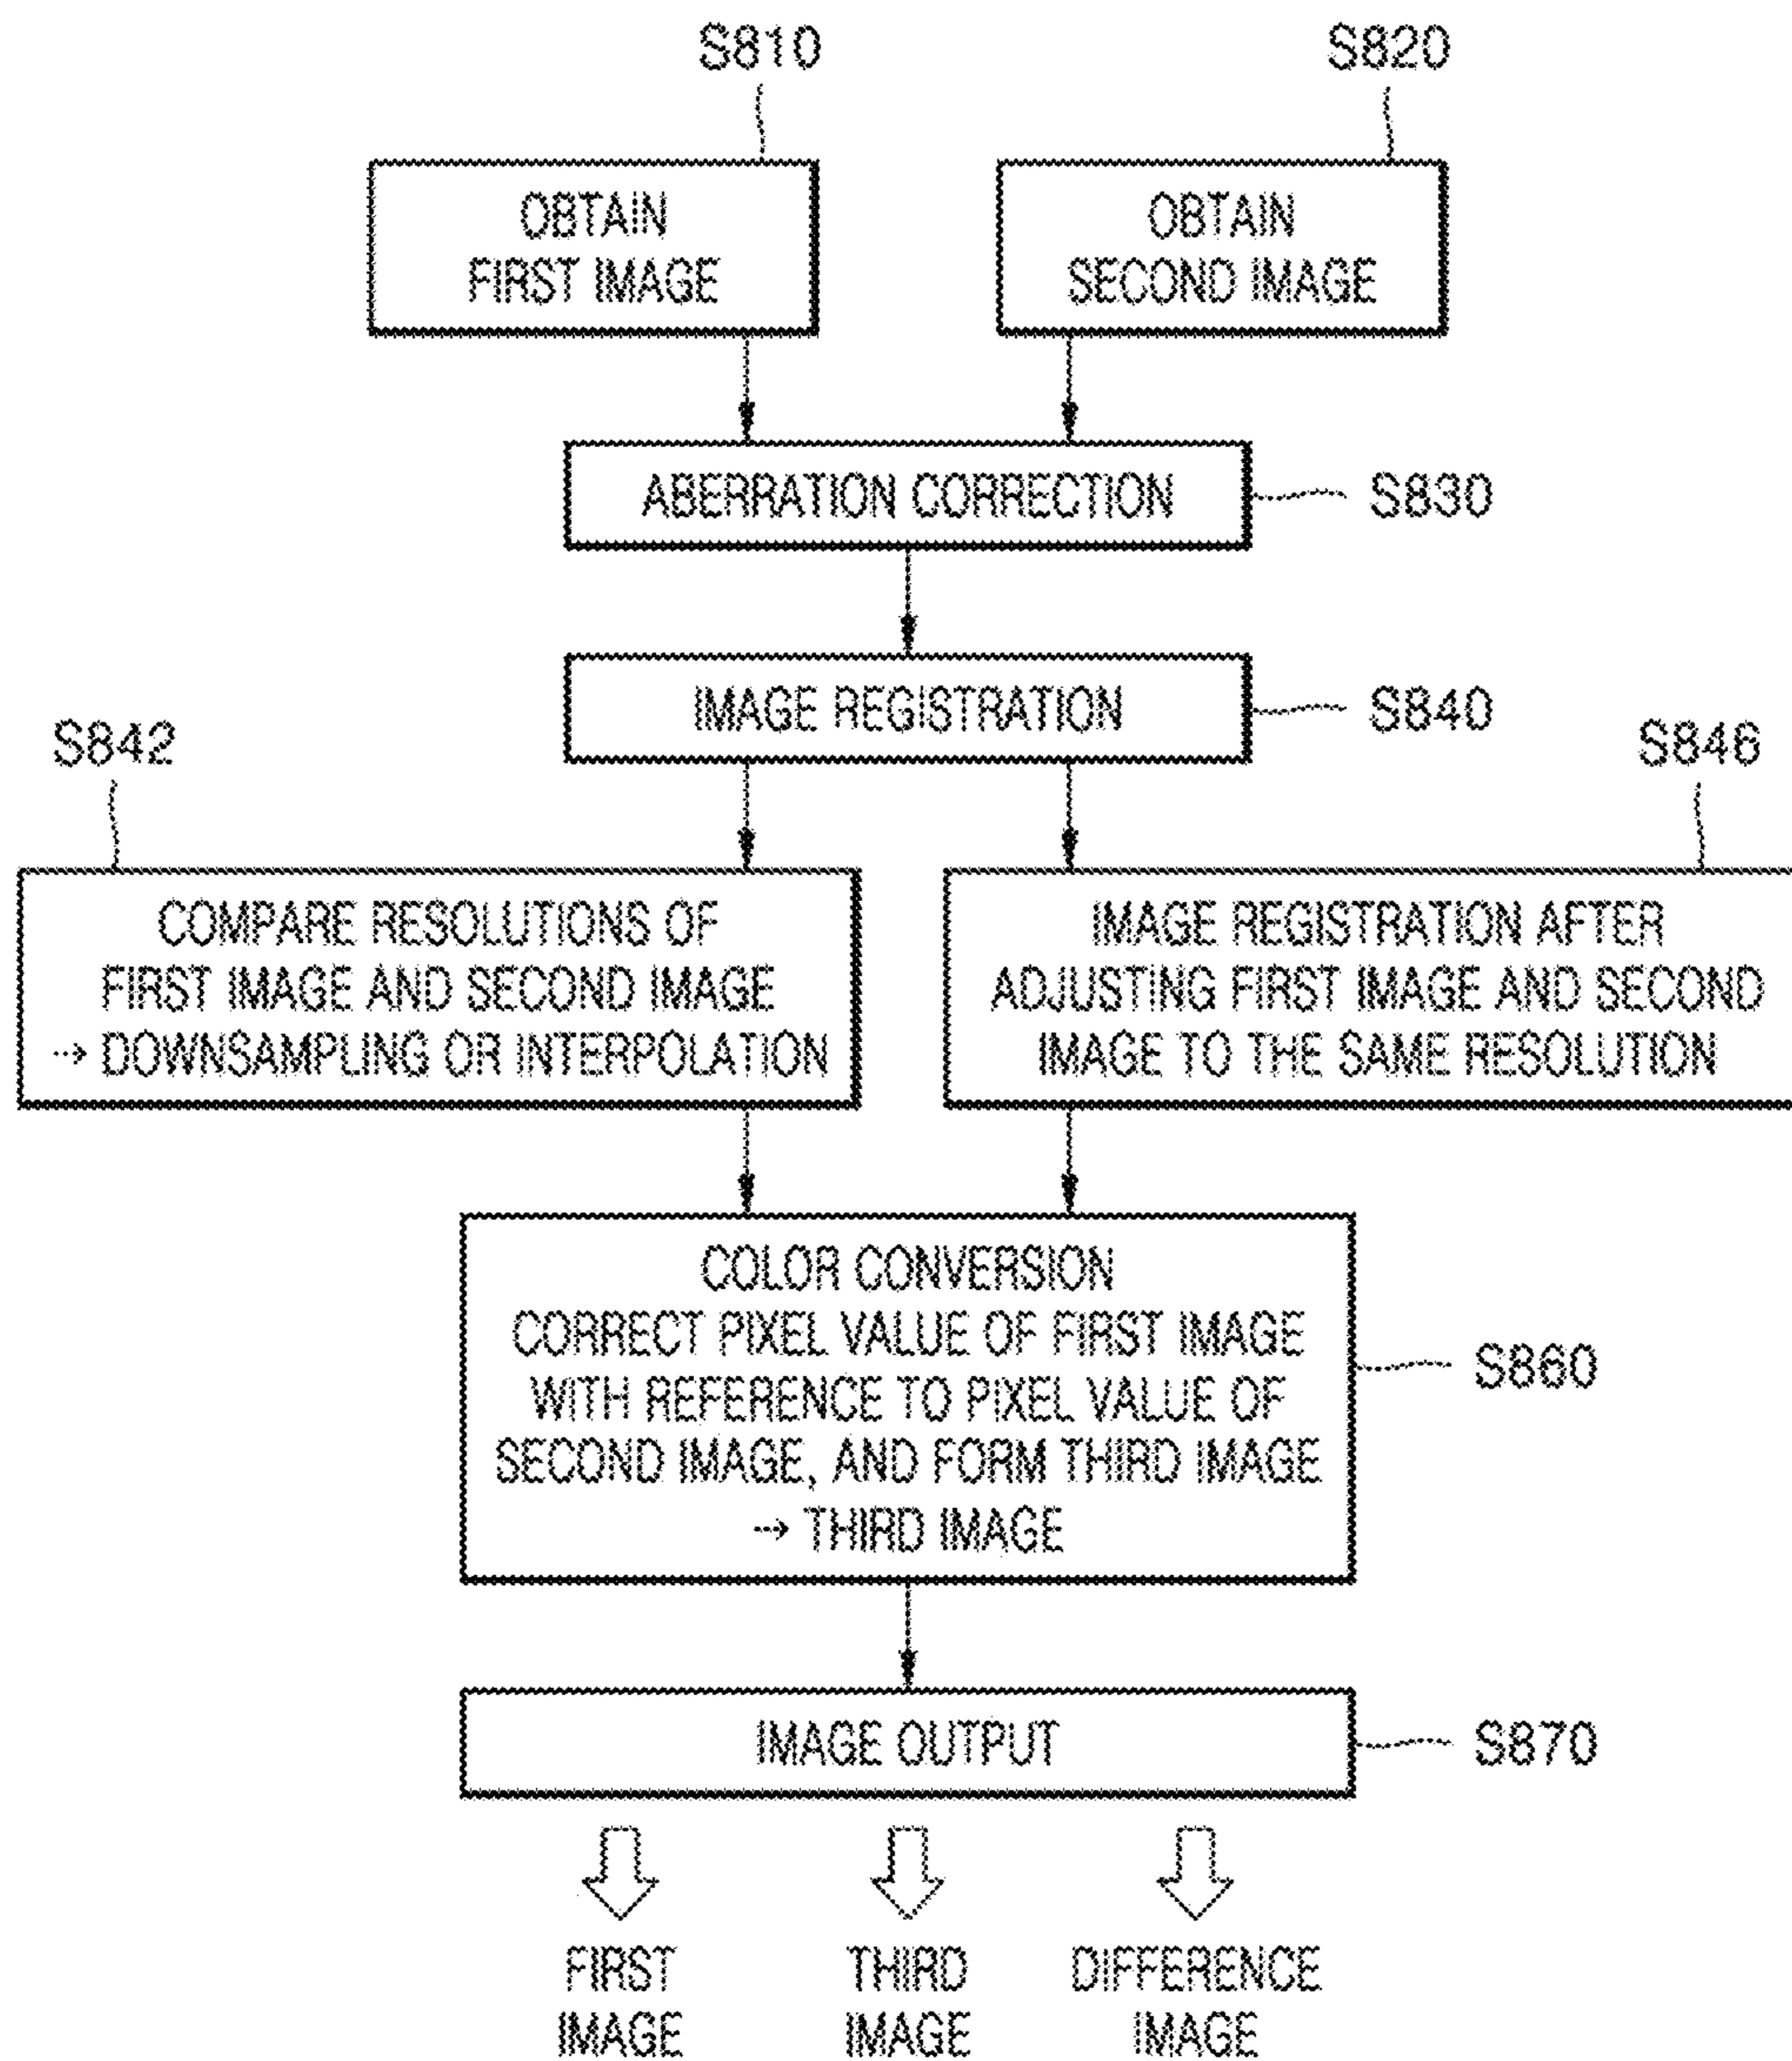 S810
S820
OBTAIN
FIRST IMAGE
OBTAIN
SECOND IMAGE
ABERRATION CORRECTION
S830
IMAGE REGISTRATION
S840
S842
S846
COMPARE RESOLUTIONS OF
FIRST IMAGE AND SECOND IMAGE
→ DOWNSAMPLING OR INTERPOLATION
IMAGE REGISTRATION AFTER
ADJUSTING FIRST IMAGE AND SECOND
IMAGE TO THE SAME RESOLUTION
COLOR CONVERSION
CORRECT PIXEL VALUE OF FIRST IMAGE
WITH REFERENCE TO PIXEL VALUE OF
SECOND IMAGE, AND FORM THIRD IMAGE
→ THIRD IMAGE
S860
IMAGE OUTPUT
S870
FIRST
IMAGE
THIRD
IMAGE
DIFFERENCE
IMAGE